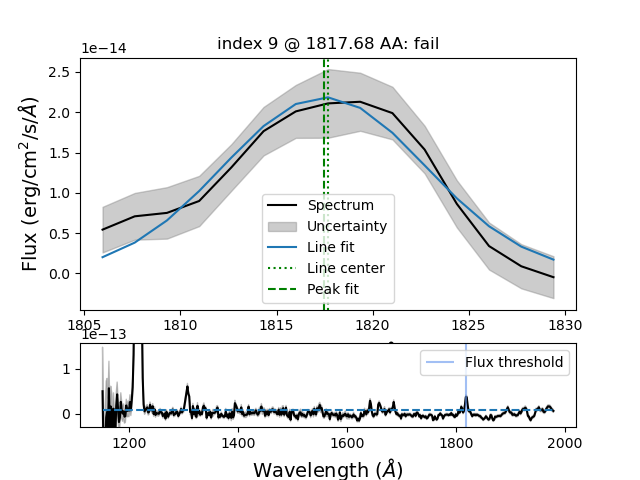 index 9 @ 1817.68 AA: fail
1e−14
Flux (erg/cm²/s/Å)
2.5
2.0
1.5
1.0
0.5
0.0
Spectrum
Uncertainty
Line fit
Line center
Peak fit
1805 1810 1815 1820 1825 1830
1e−13
1
0
Flux threshold
1200 1400 1600 1800 2000
Wavelength (Å)